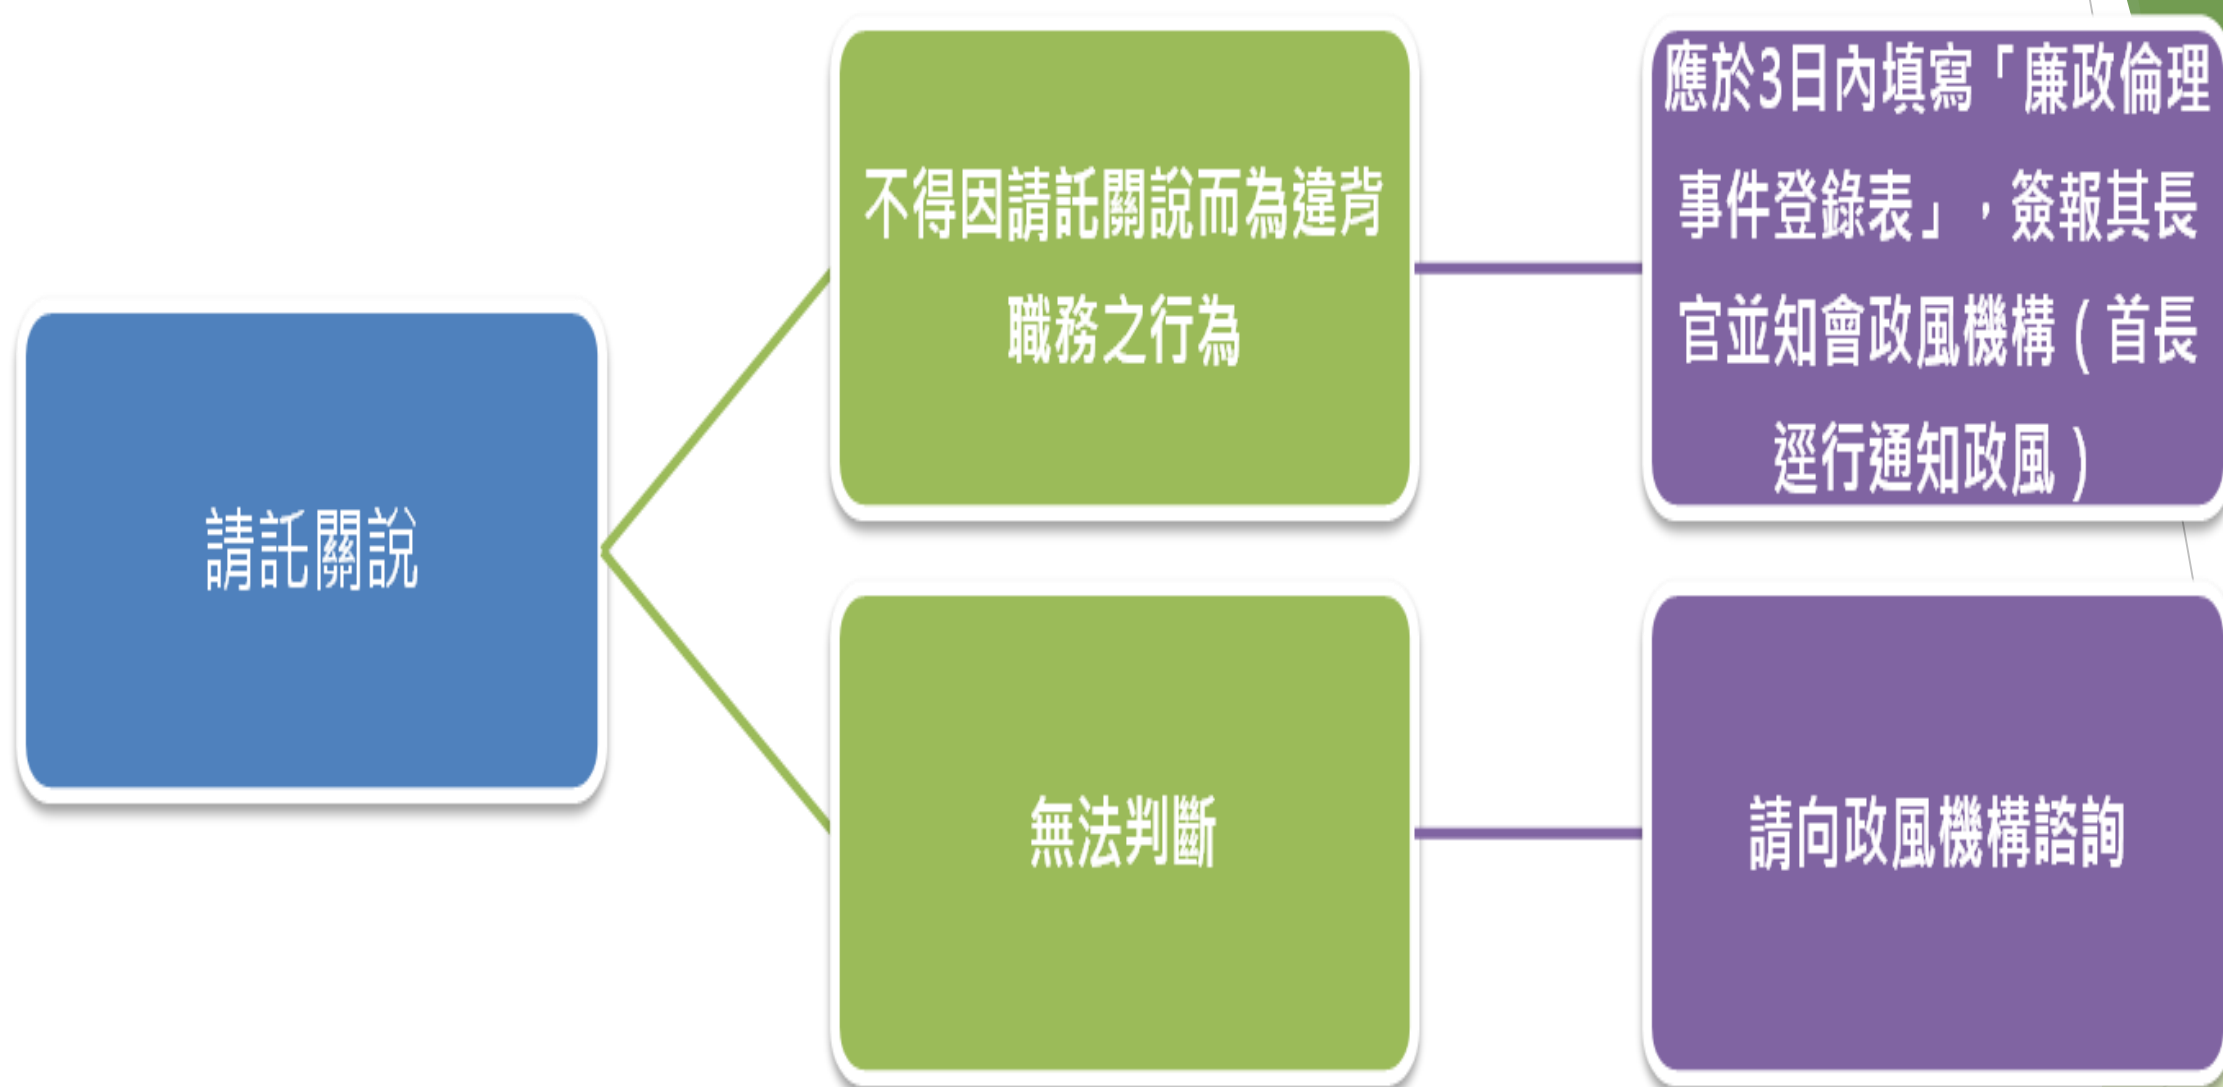 請託關說
不得因請託關說而為違背
職務之行為
應於3日內填寫「廉政倫理
事件登錄表」，簽報其長
官並知會政風機構（首長
逕行通知政風）
無法判斷
請向政風機構諮詢